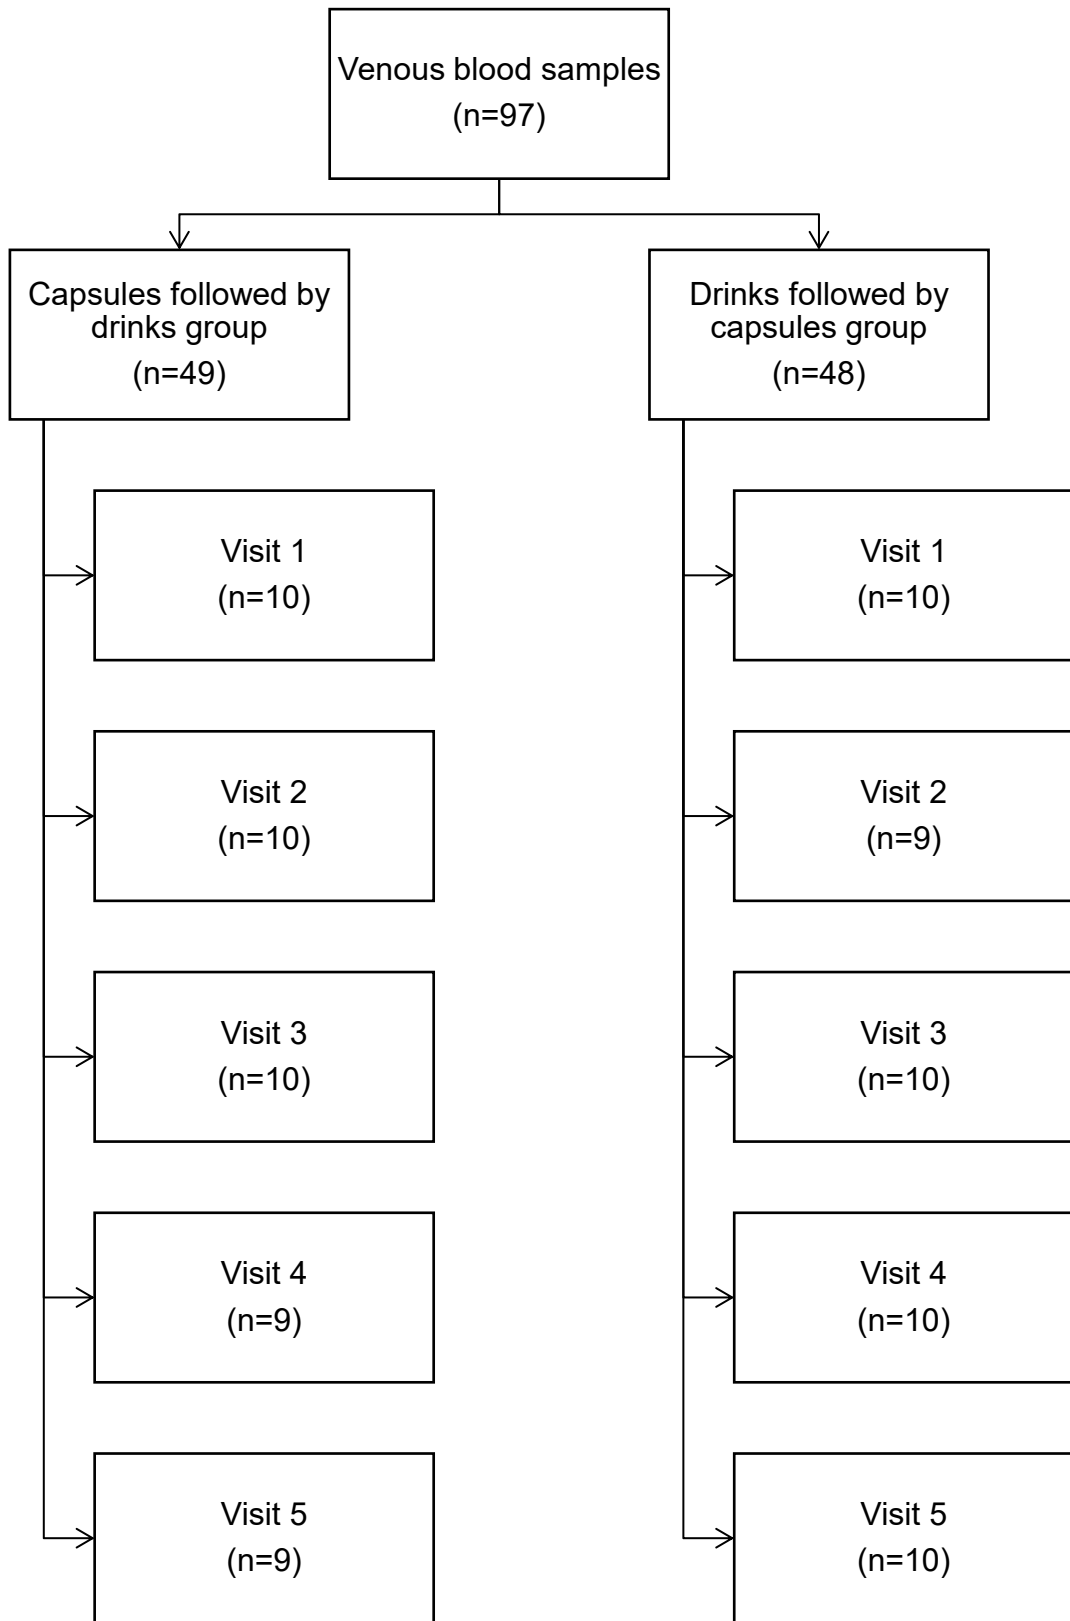 Venous blood samples
(n=97)
Capsules followed by
drinks group
(n=49)
Drinks followed by
capsules group
(n=48)
Visit 1
(n=10)
Visit 1
(n=10)
Visit 2
(n=10)
Visit 2
(n=9)
Visit 3
(n=10)
Visit 3
(n=10)
Visit 4
(n=9)
Visit 4
(n=10)
Visit 5
(n=9)
Visit 5
(n=10)